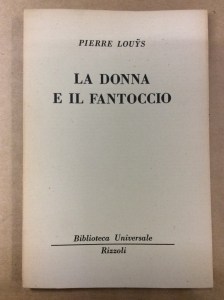 PIERRE LOUŸS
LA DONNA
E IL FANTOCCIO
Biblioteca Universale
Rizzoli